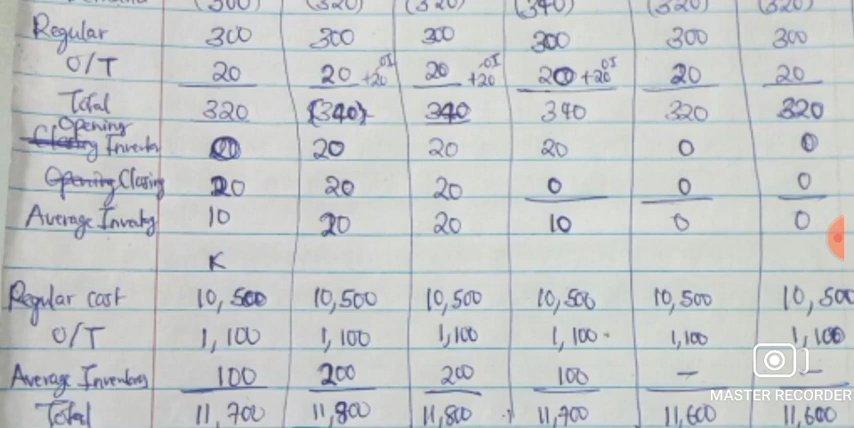 (300) (320) (320) (340) (320) (320)
Regular 300 300 300 300 300 300
O/T 20 20 +20 OI 20 +20 OI 20 +20 OI 20 20
Total 320 (340) 340 340 320 320
Opening
Closing Inventory 0 20 20 20 0 0
Opening Closing 20 20 20 0 0 0
Average Inventory 10 20 20 10 0 0
K
Regular cost 10,500 10,500 10,500 10,500 10,500 10,500
O/T 1,100 1,100 1,100 1,100 1,100 1,100
Average Inventory 100 200 200 100 — —
Total 11,700 11,800 11,800 11,700 11,600 11,600
MASTER RECORDER